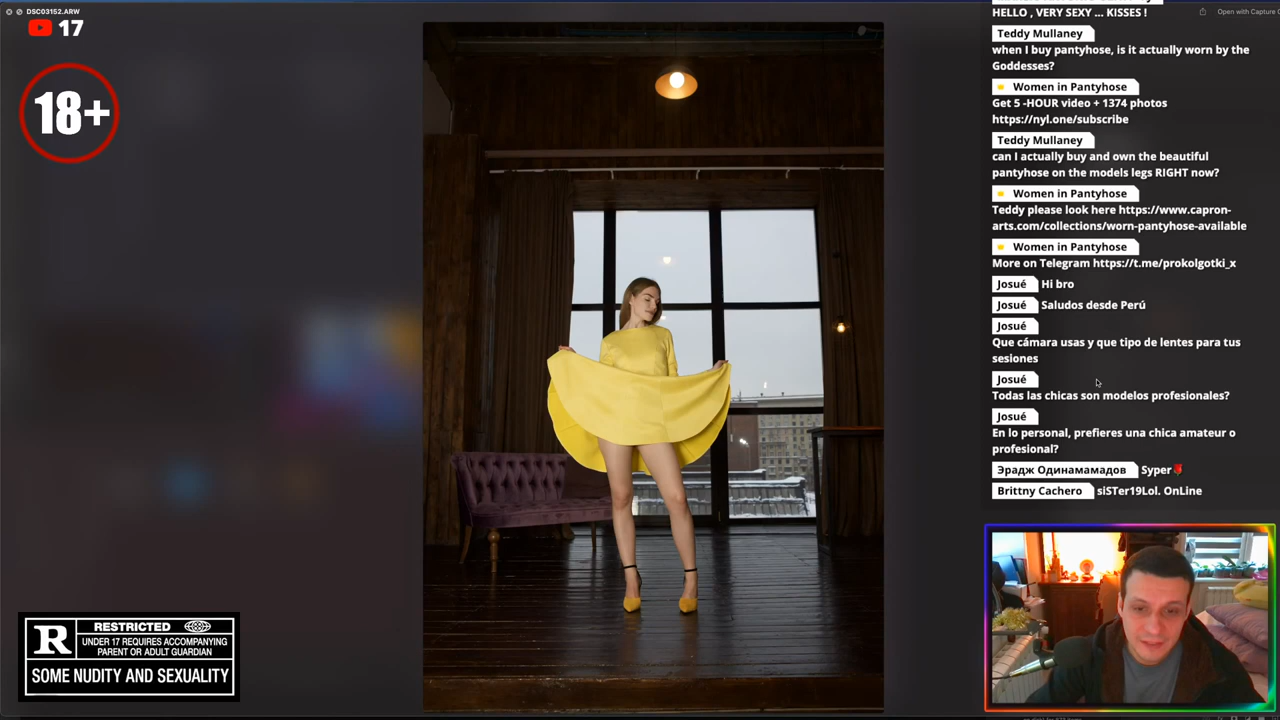 DSC03152.ARW
17
18+
R
RESTRICTED
UNDER 17 REQUIRES ACCOMPANYING
PARENT OR ADULT GUARDIAN
SOME NUDITY AND SEXUALITY
Open with Capture
HELLO , VERY SEXY ... KISSES !
Teddy Mullaney
when I buy pantyhose, is it actually worn by the
Goddesses?
Women in Pantyhose
Get 5 -HOUR video + 1374 photos
https://nyl.one/subscribe
Teddy Mullaney
can I actually buy and own the beautiful
pantyhose on the models legs RIGHT now?
Women in Pantyhose
Teddy please look here https://www.capron-
arts.com/collections/worn-pantyhose-available
Women in Pantyhose
More on Telegram https://t.me/prokolgotki_x
Josué Hi bro
Josué Saludos desde Perú
Josué
Que cámara usas y que tipo de lentes para tus
sesiones
Josué
Todas las chicas son modelos profesionales?
Josué
En lo personal, prefieres una chica amateur o
profesional?
Эрадж Одинамамадов Syper
Brittny Cachero siSTer19Lol. OnLine